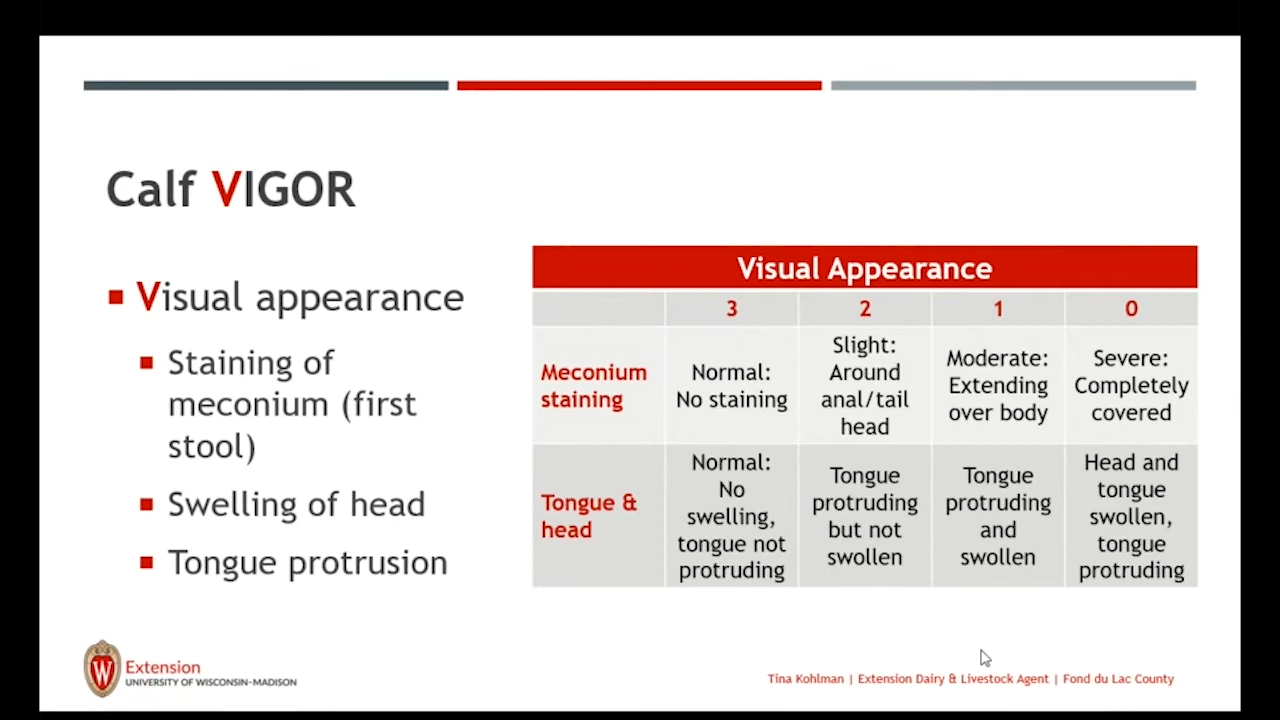 Calf VIGOR
Visual appearance
Staining of
meconium (first
stool)
Swelling of head
Tongue protrusion
Visual Appearance
3 2 1 0
Meconium
staining
Normal:
No staining
Slight:
Around
anal/tail
head
Moderate:
Extending
over body
Severe:
Completely
covered
Tongue &
head
Normal:
No
swelling,
tongue not
protruding
Tongue
protruding
but not
swollen
Tongue
protruding
and
swollen
Head and
tongue
swollen,
tongue
protruding
W
Extension
UNIVERSITY OF WISCONSIN–MADISON
Tina Kohlman | Extension Dairy & Livestock Agent | Fond du Lac County